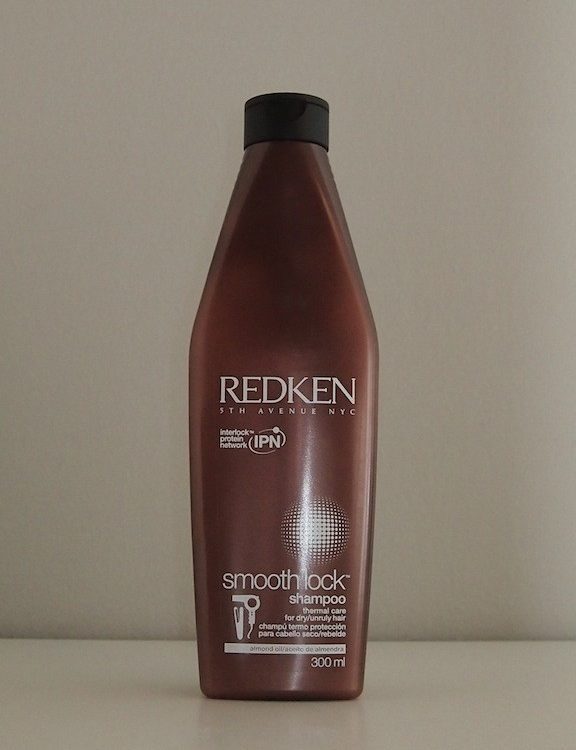 REDKEN
5TH AVENUE NYC
interlock™
protein
network
IPN
smooth lock™
shampoo
thermal care
for dry/unruly hair
champú termo protección
para cabello seco/rebelde
almond oil/aceite de almendra
300 ml